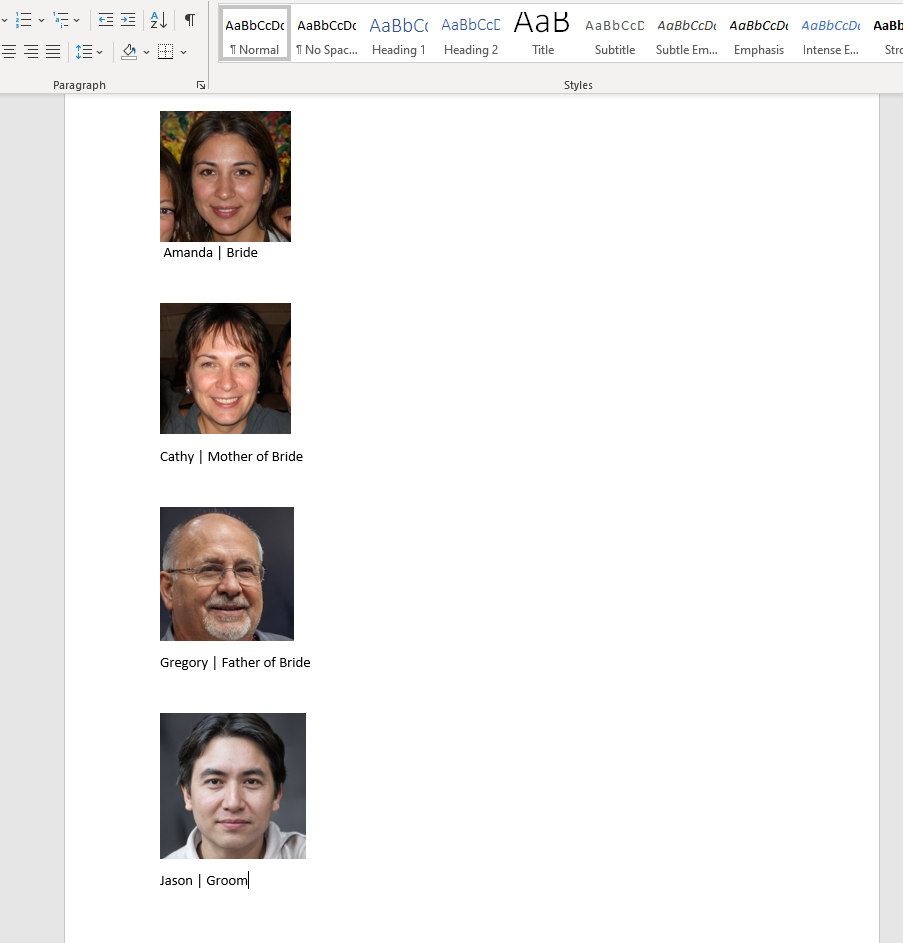 AaBbCcDc AaBbCcDc AaBbCc AaBbCcD AaB AaBbCcD AaBbCcDc AaBbCcDc AaBbCcDc AaBb
¶ Normal ¶ No Spac... Heading 1 Heading 2 Title Subtitle Subtle Em... Emphasis Intense E... Stro
Paragraph Styles
Amanda | Bride
Cathy | Mother of Bride
Gregory | Father of Bride
Jason | Groom